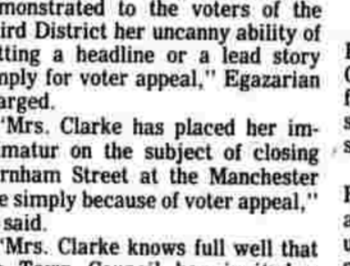 monstrated to the voters of the
ird District her uncanny ability of
tting a headline or a lead story
mply for voter appeal," Egazarian
arged.
"Mrs. Clarke has placed her im-
matur on the subject of closing
rnham Street at the Manchester
e simply because of voter appeal,"
said.
"Mrs. Clarke knows full well that
Town Council